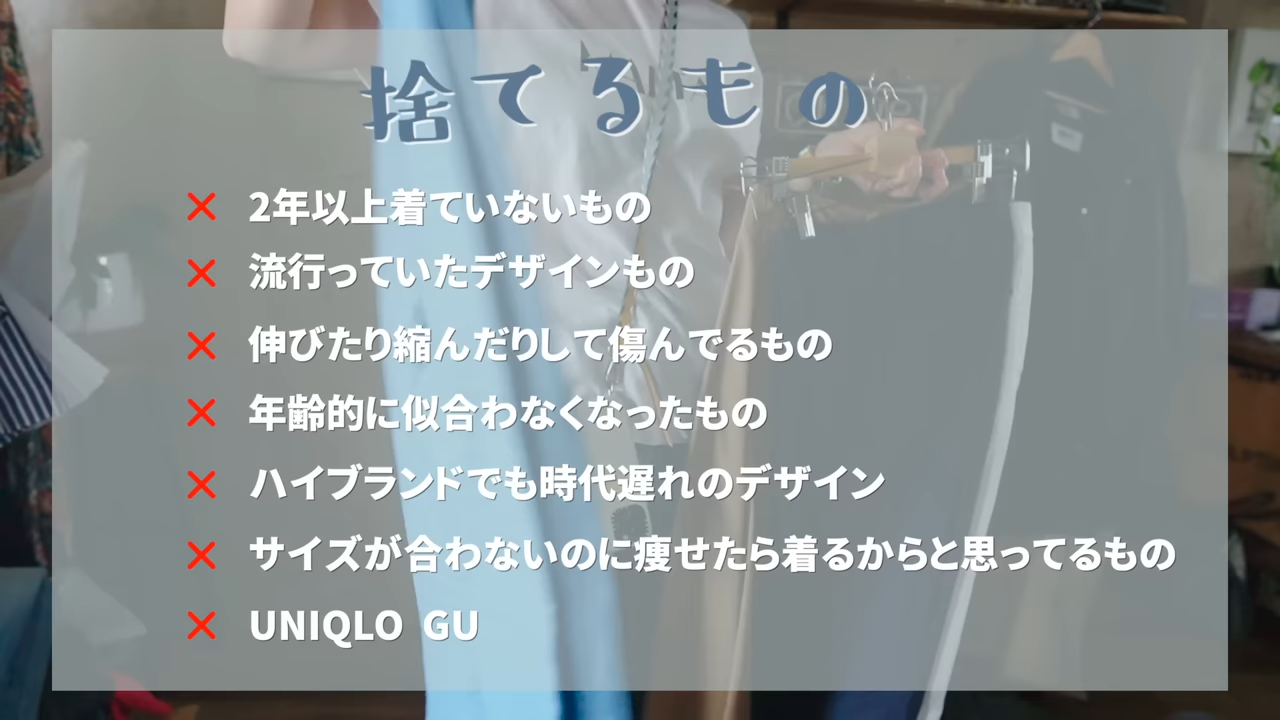 捨てるもの
2年以上着ていないもの
流行っていたデザインもの
伸びたり縮んだりして傷んでるもの
年齢的に似合わなくなったもの
ハイブランドでも時代遅れのデザイン
サイズが合わないのに痩せたら着るからと思ってるもの
UNIQLO GU